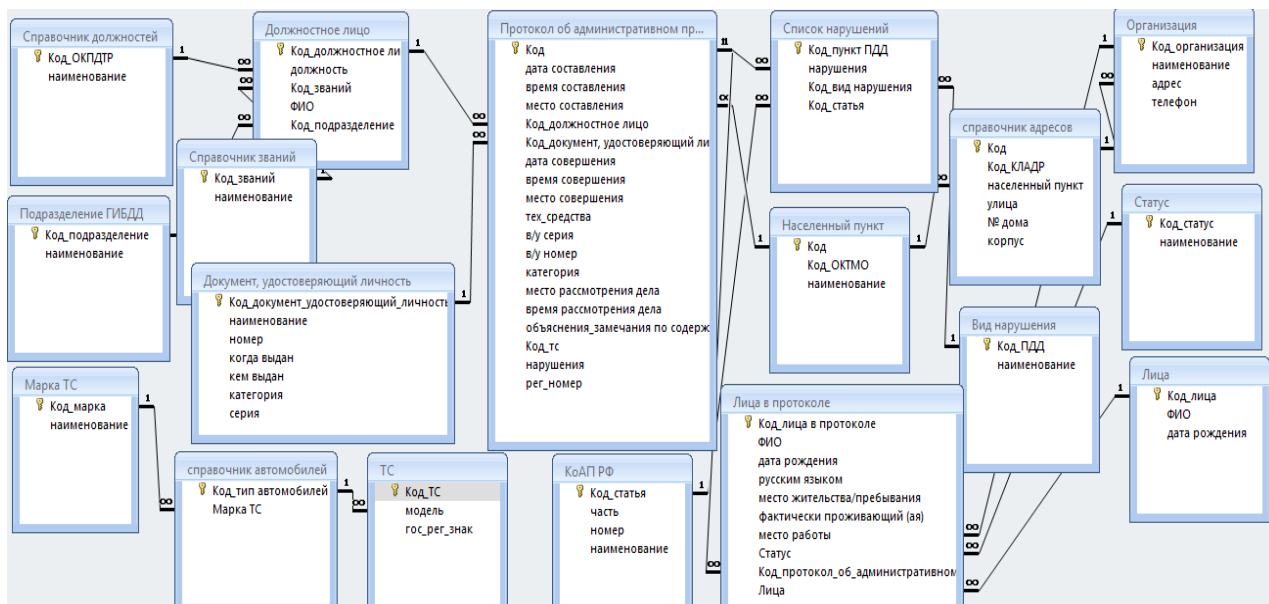 Справочник должностей
Код_ОКПДТР
наименование
Должностное лицо
Код_должностное ли
должность
Код_званий
ФИО
Код_подразделение
Справочник званий
Код_званий
наименование
Подразделение ГИБДД
Код_подразделение
наименование
Документ, удостоверяющий личность
Код_документ_удостоверяющий_личность
наименование
номер
когда выдан
кем выдан
категория
серия
Марка ТС
Код_марка
наименование
справочник автомобилей
Код_тип автомобилей
Марка ТС
ТС
Код_ТС
модель
гос_рег_знак
Протокол об административном пр...
Код
дата составления
время составления
место составления
Код_должностное лицо
Код_документ, удостоверяющий ли
дата совершения
время совершения
место совершения
тех_средства
в/у серия
в/у номер
категория
место рассмотрения дела
время рассмотрения дела
объяснения_замечания по содерж
Код_тс
нарушения
рег_номер
КоАП РФ
Код_статья
часть
номер
наименование
Список нарушений
Код_пункт ПДД
нарушения
Код_вид нарушения
Код_статья
Населенный пункт
Код
Код_ОКТМО
наименование
Лица в протоколе
Код_лица в протоколе
ФИО
дата рождения
русским языком
место жительства/пребывания
фактически проживающий (ая)
место работы
Статус
Код_протокол_об_административном
Лица
справочник адресов
Код
Код_КЛАДР
населенный пункт
улица
№ дома
корпус
Вид нарушения
Код_ПДД
наименование
Организация
Код_организация
наименование
адрес
телефон
Статус
Код_статус
наименование
Лица
Код_лица
ФИО
дата рождения